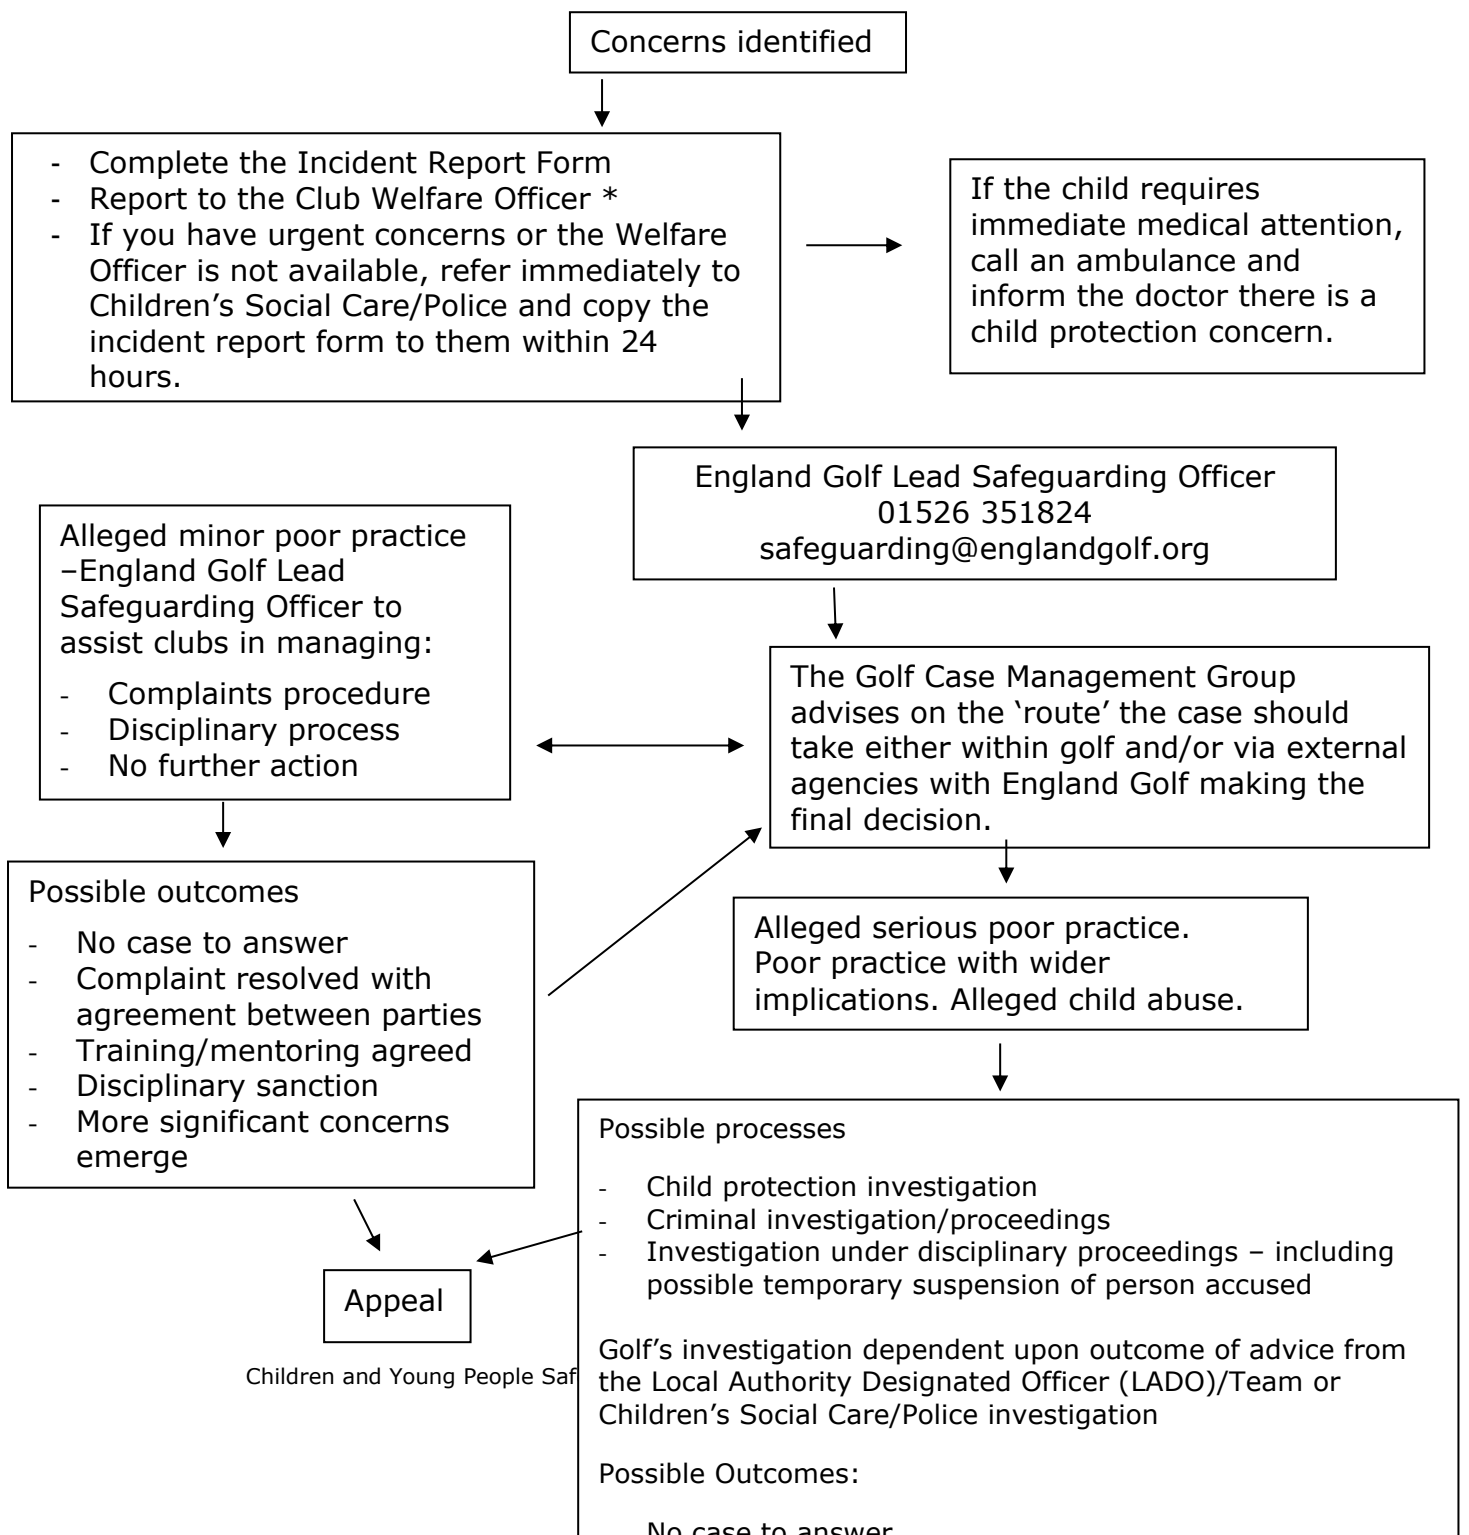 Concerns identified
- Complete the Incident Report Form
- Report to the Club Welfare Officer *
- If you have urgent concerns or the Welfare
Officer is not available, refer immediately to
Children’s Social Care/Police and copy the
incident report form to them within 24
hours.
If the child requires
immediate medical attention,
call an ambulance and
inform the doctor there is a
child protection concern.
England Golf Lead Safeguarding Officer
01526 351824
safeguarding@englandgolf.org
Alleged minor poor practice
–England Golf Lead
Safeguarding Officer to
assist clubs in managing:
- Complaints procedure
- Disciplinary process
- No further action
The Golf Case Management Group
advises on the ‘route’ the case should
take either within golf and/or via external
agencies with England Golf making the
final decision.
Possible outcomes
- No case to answer
- Complaint resolved with
agreement between parties
- Training/mentoring agreed
- Disciplinary sanction
- More significant concerns
emerge
Alleged serious poor practice.
Poor practice with wider
implications. Alleged child abuse.
Possible processes
- Child protection investigation
- Criminal investigation/proceedings
- Investigation under disciplinary proceedings – including
possible temporary suspension of person accused
Golf’s investigation dependent upon outcome of advice from
the Local Authority Designated Officer (LADO)/Team or
Children’s Social Care/Police investigation
Possible Outcomes:
No case to answer
Appeal
Children and Young People Saf